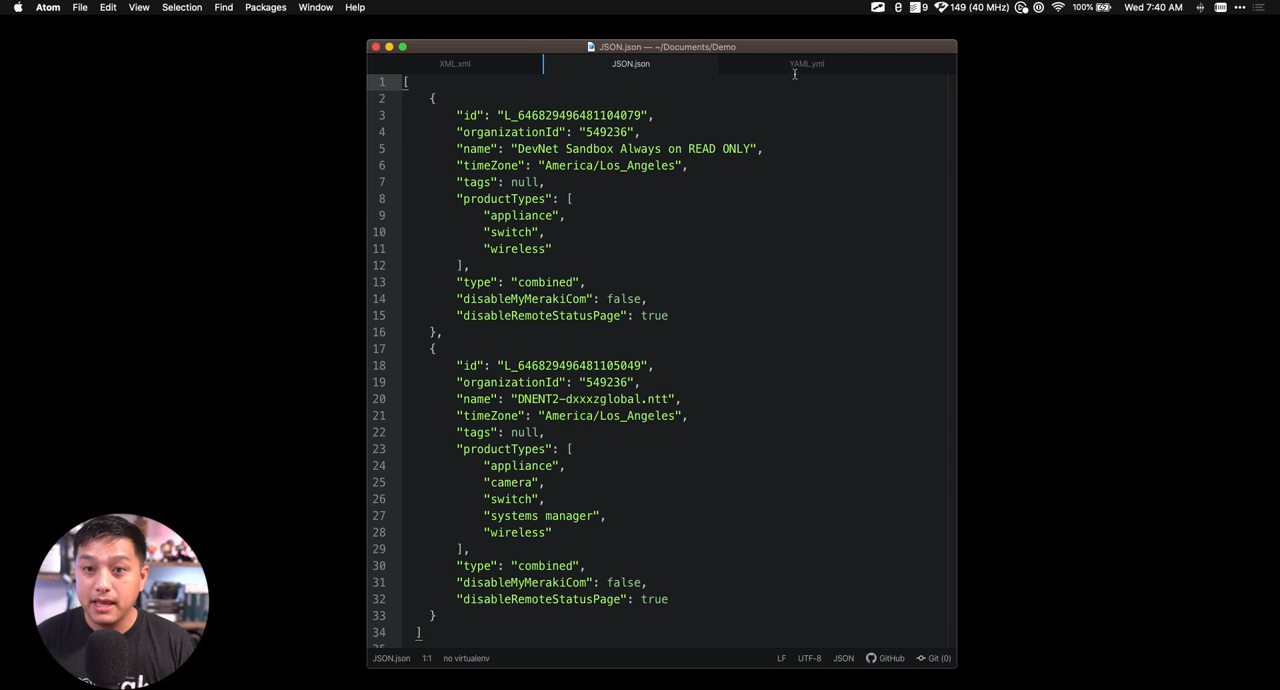 Atom File Edit View Selection Find Packages Window Help 9 149 (40 MHz) 100% Wed 7:40 AM
JSON.json — ~/Documents/Demo
XML.xml JSON.json YAML.yml
1 [
2 {
3 "id": "L_646829496481104079",
4 "organizationId": "549236",
5 "name": "DevNet Sandbox Always on READ ONLY",
6 "timeZone": "America/Los_Angeles",
7 "tags": null,
8 "productTypes": [
9 "appliance",
10 "switch",
11 "wireless"
12 ],
13 "type": "combined",
14 "disableMyMerakiCom": false,
15 "disableRemoteStatusPage": true
16 },
17 {
18 "id": "L_646829496481105049",
19 "organizationId": "549236",
20 "name": "DNENT2-dxxxzglobal.ntt",
21 "timeZone": "America/Los_Angeles",
22 "tags": null,
23 "productTypes": [
24 "appliance",
25 "camera",
26 "switch",
27 "systems manager",
28 "wireless"
29 ],
30 "type": "combined",
31 "disableMyMerakiCom": false,
32 "disableRemoteStatusPage": true
33 }
34 ]
JSON.json 1:1 no virtualenv LF UTF-8 JSON GitHub Git (0)